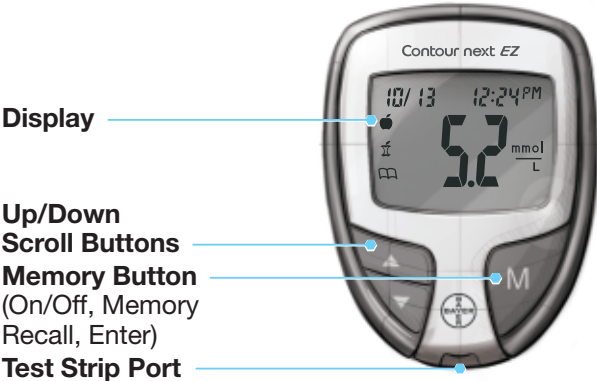 Contour next EZ
10/13 12:24PM
5.2 mmol
L
Display
Up/Down
Scroll Buttons
Memory Button
(On/Off, Memory
Recall, Enter)
Test Strip Port
M
BAYER
BAYER